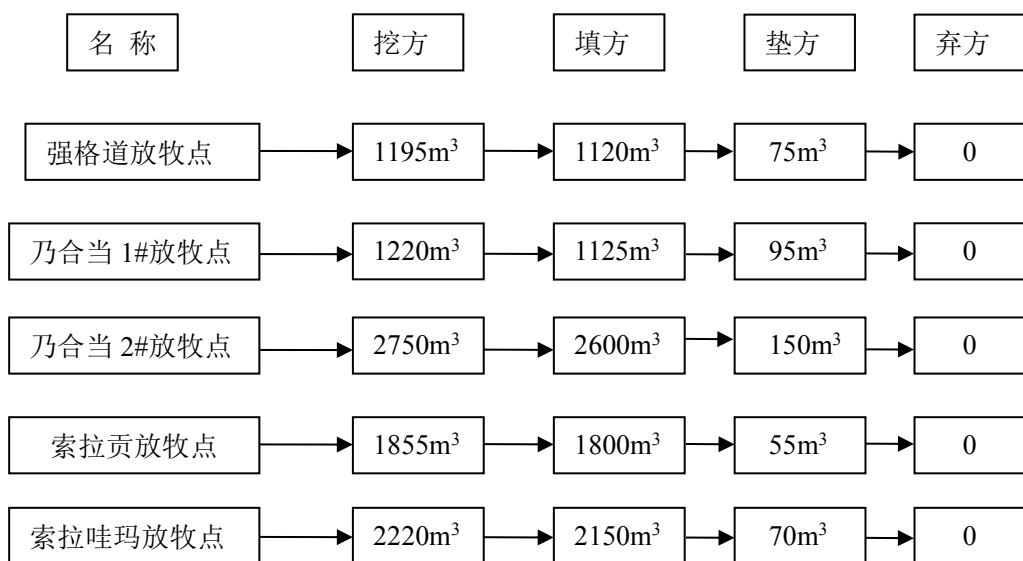 名 称 挖方 填方 垫方 弃方
强格道放牧点 1195m³ 1120m³ 75m³ 0
乃合当 1#放牧点 1220m³ 1125m³ 95m³ 0
乃合当 2#放牧点 2750m³ 2600m³ 150m³ 0
索拉贡放牧点 1855m³ 1800m³ 55m³ 0
索拉哇玛放牧点 2220m³ 2150m³ 70m³ 0